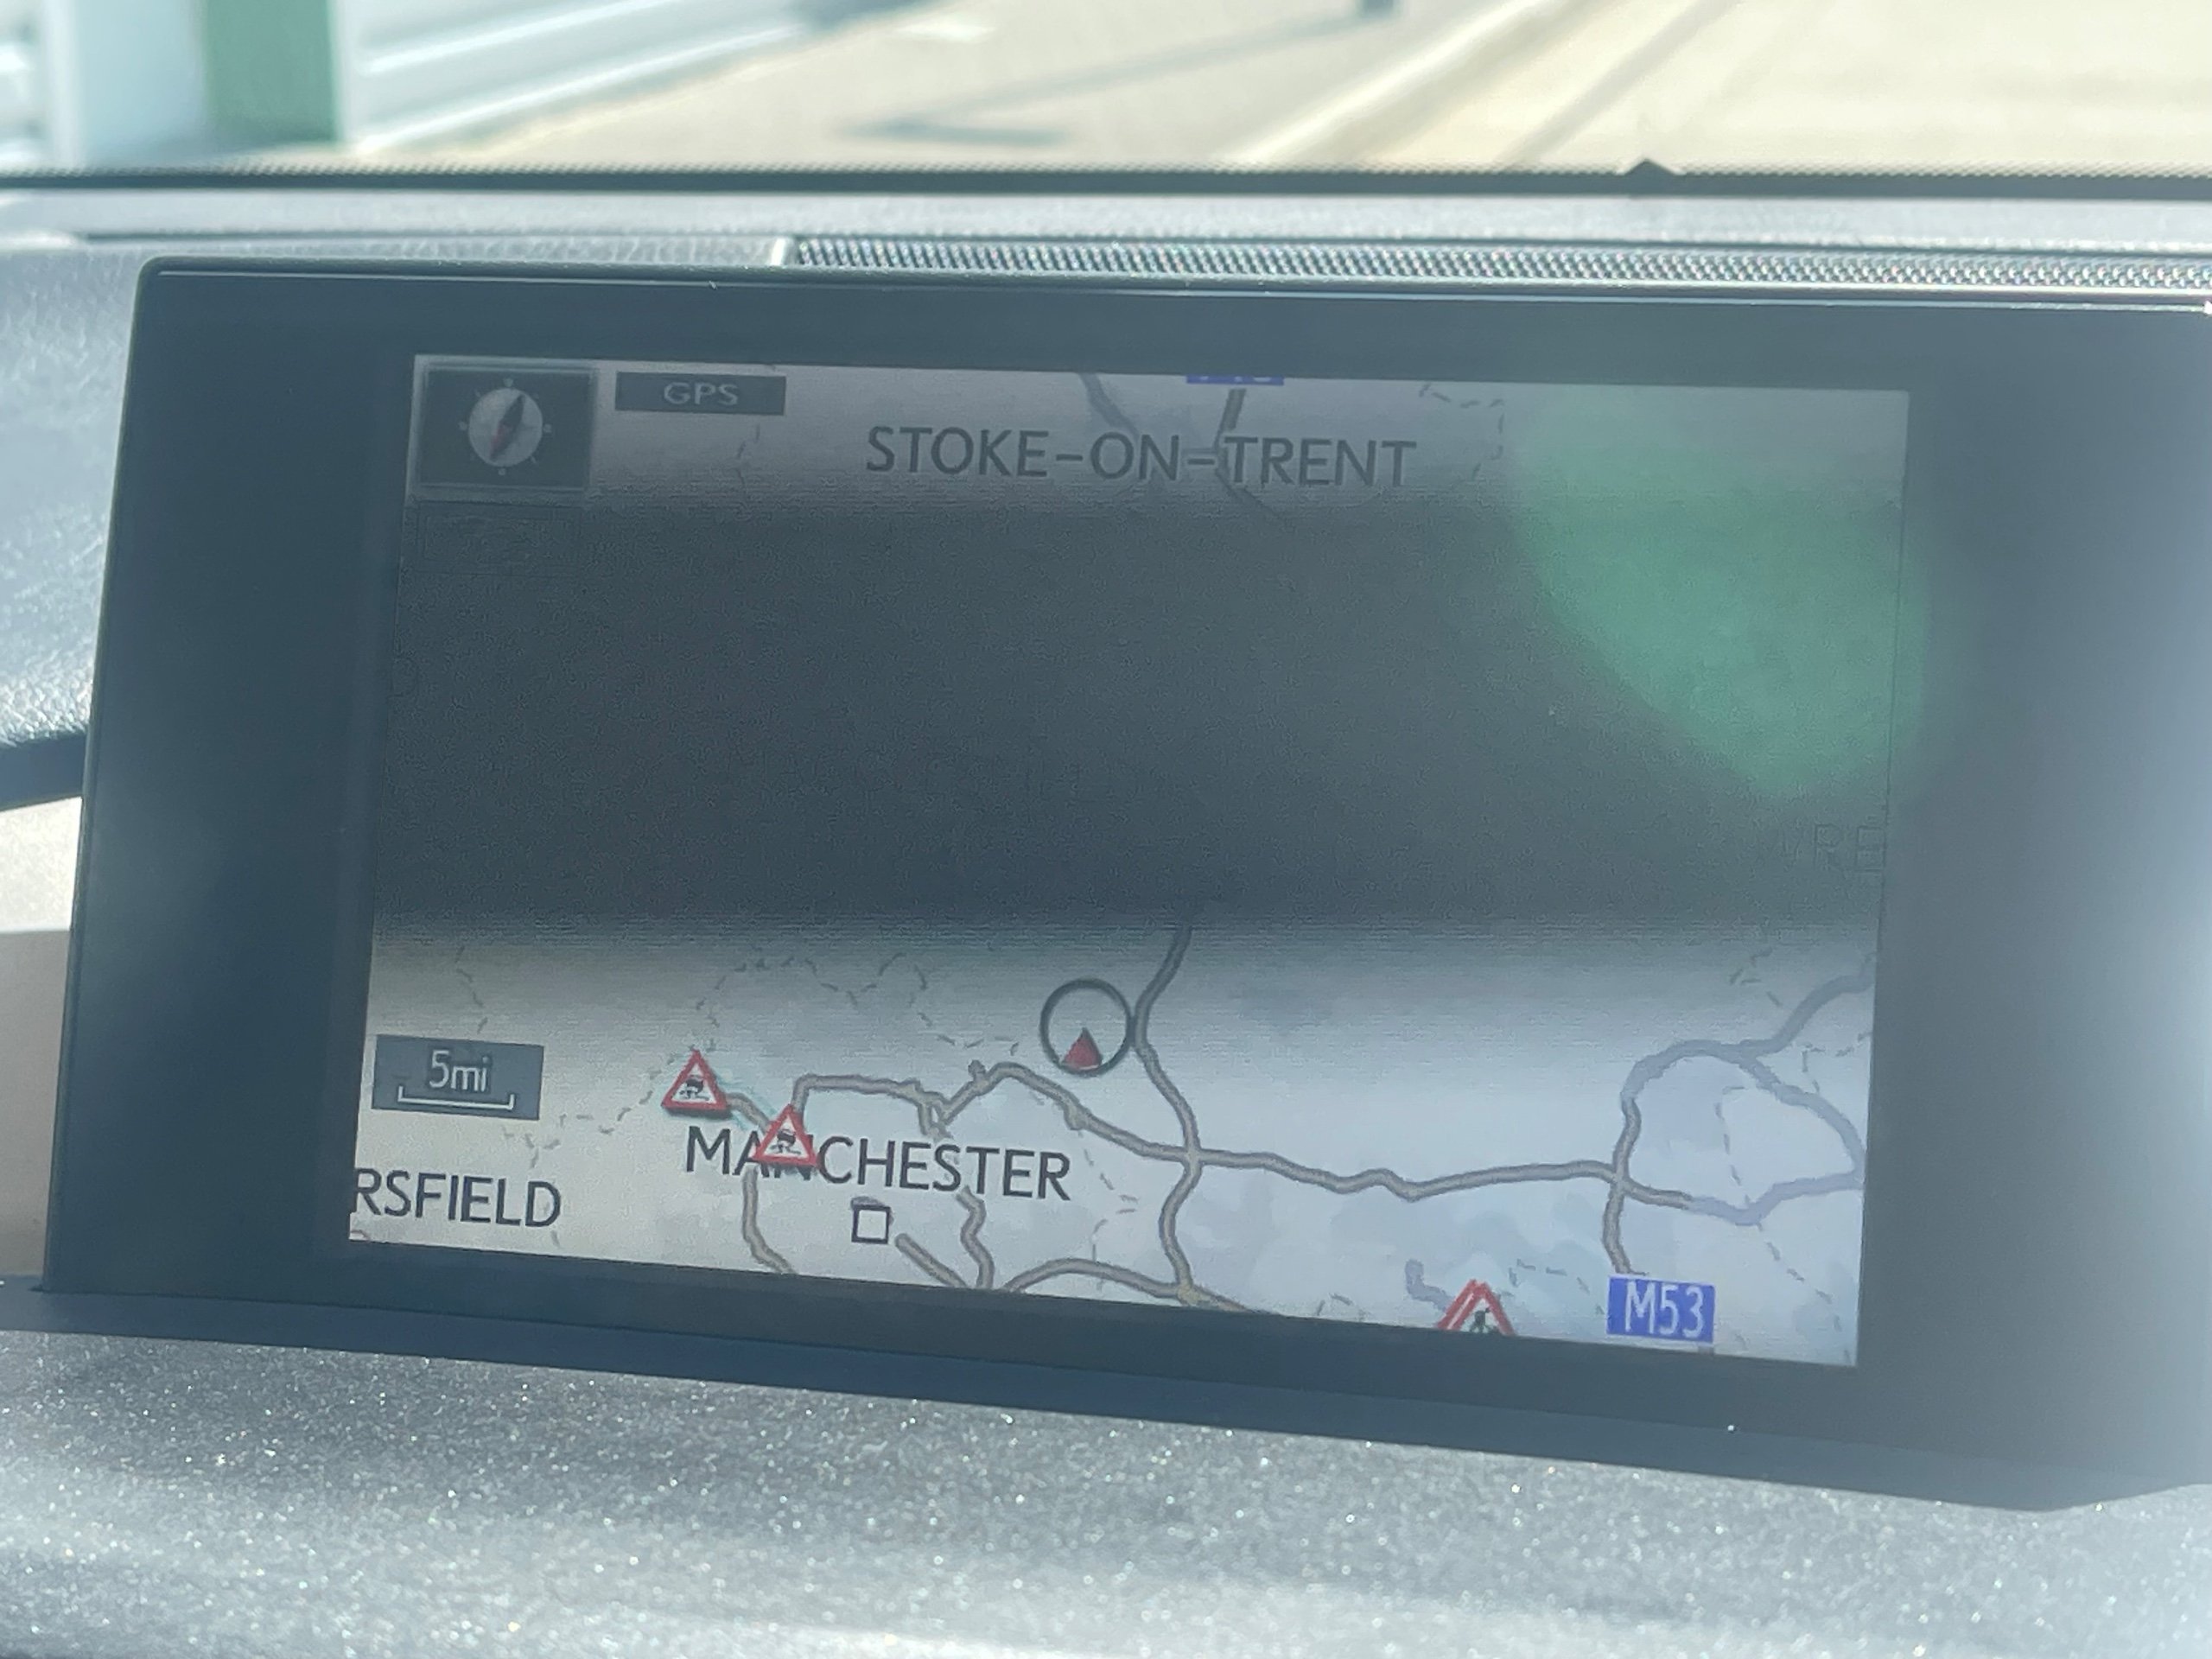 GPS
STOKE-ON-TRENT
5mi
MANCHESTER
RSFIELD
M53